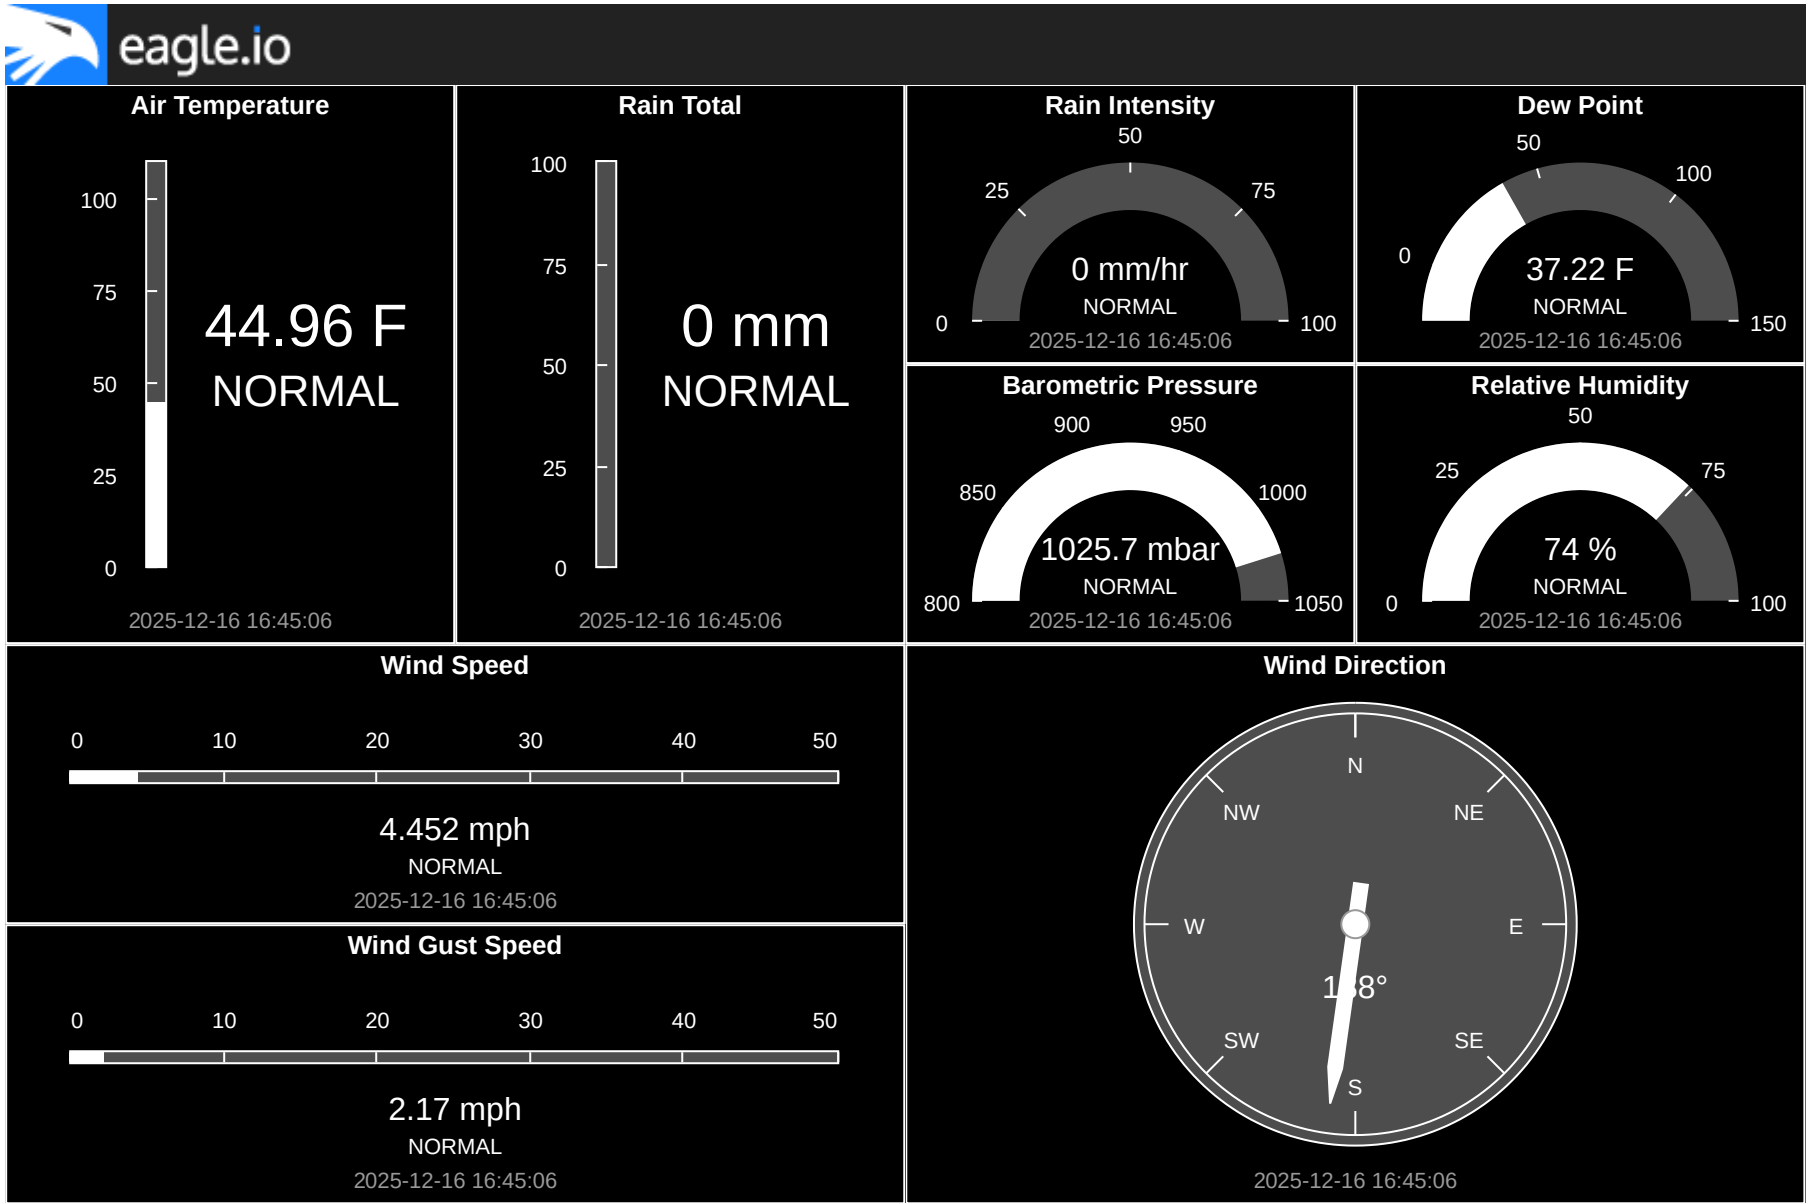 eagle.io
Air Temperature
100
75
50
25
0
44.96 F
NORMAL
2025-12-16 16:45:06
Rain Total
100
75
50
25
0
0 mm
NORMAL
2025-12-16 16:45:06
Rain Intensity
50
25
75
0
100
0 mm/hr
NORMAL
2025-12-16 16:45:06
Dew Point
50
100
0
150
37.22 F
NORMAL
2025-12-16 16:45:06
Barometric Pressure
900
950
850
1000
800
1050
1025.7 mbar
NORMAL
2025-12-16 16:45:06
Relative Humidity
50
25
75
0
100
74 %
NORMAL
2025-12-16 16:45:06
Wind Speed
0 10 20 30 40 50
4.452 mph
NORMAL
2025-12-16 16:45:06
Wind Gust Speed
0 10 20 30 40 50
2.17 mph
NORMAL
2025-12-16 16:45:06
Wind Direction
N
NW
NE
W
E
SW
SE
S
2025-12-16 16:45:06